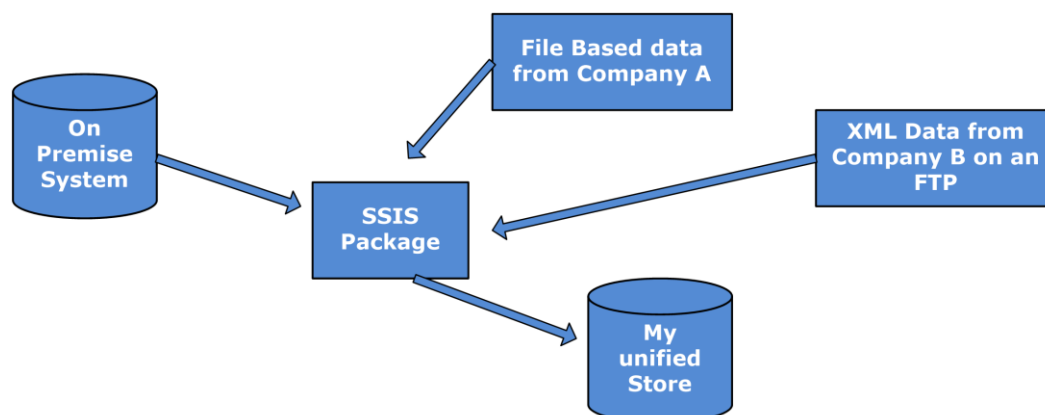 File Based data
from Company A
On
Premise
System
XML Data from
Company B on an
FTP
SSIS
Package
My
unified
Store